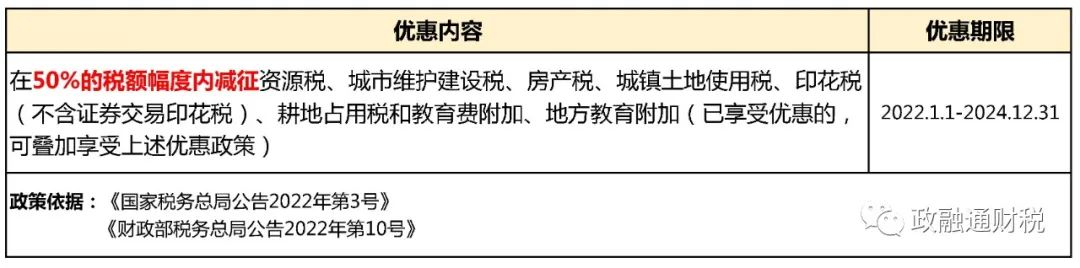 优惠内容
优惠期限
在50%的税额幅度内减征资源税、城市维护建设税、房产税、城镇土地使用税、印花税
（不含证券交易印花税）、耕地占用税和教育费附加、地方教育附加（已享受优惠的，
可叠加享受上述优惠政策）
2022.1.1-2024.12.31
政策依据：《国家税务总局公告2022年第3号》
《财政部税务总局公告2022年第10号》
政融通财税